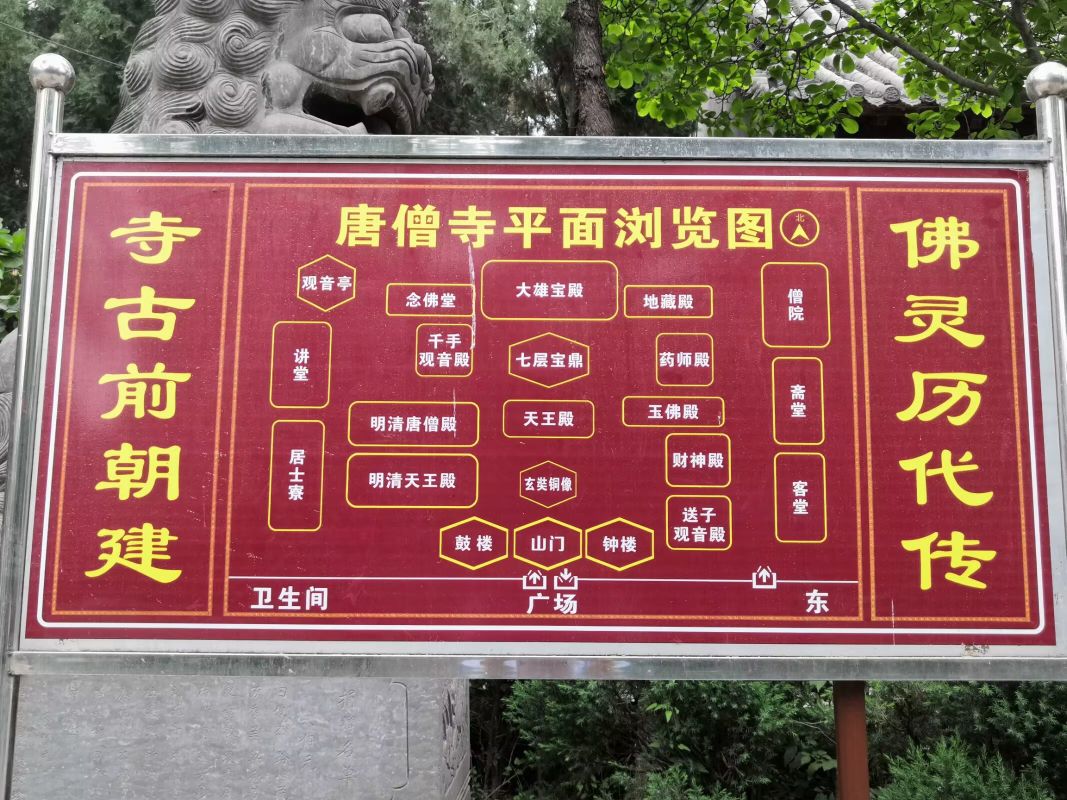 唐僧寺平面浏览图
北
寺古前朝建
佛灵历代传
观音亭
念佛堂
大雄宝殿
地藏殿
僧院
讲堂
千手
观音殿
七层宝鼎
药师殿
斋堂
明清唐僧殿
天王殿
玉佛殿
居士寮
明清天王殿
玄奘铜像
财神殿
客堂
送子
观音殿
鼓楼
山门
钟楼
卫生间
广场
东